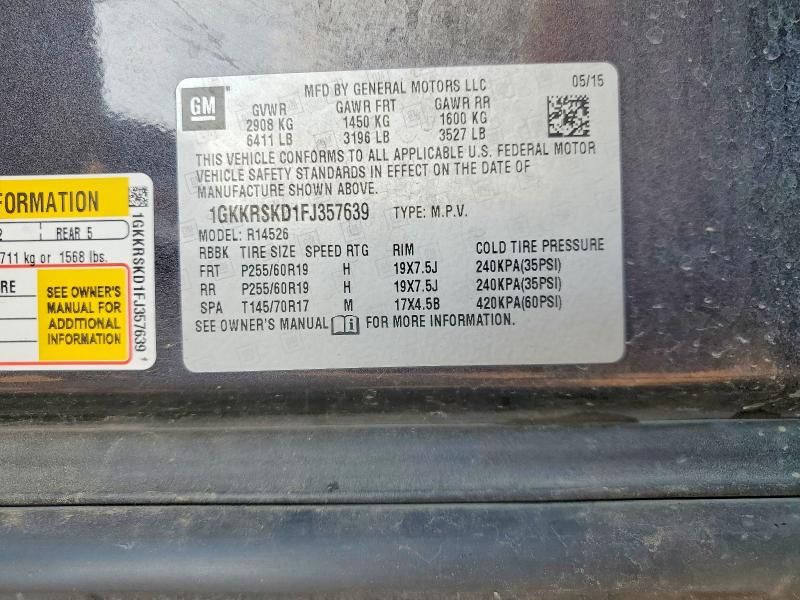 GM
MFD BY GENERAL MOTORS LLC 05/15
GVWR GAWR FRT GAWR RR
2908 KG 1450 KG 1600 KG
6411 LB 3196 LB 3527 LB
THIS VEHICLE CONFORMS TO ALL APPLICABLE U.S. FEDERAL MOTOR
VEHICLE SAFETY STANDARDS IN EFFECT ON THE DATE OF
MANUFACTURE SHOWN ABOVE.
1GKKRSKD1FJ357639 TYPE: M.P.V.
MODEL: R14526
RBBK TIRE SIZE SPEED RTG RIM COLD TIRE PRESSURE
FRT P255/60R19 H 19X7.5J 240KPA(35PSI)
RR P255/60R19 H 19X7.5J 240KPA(35PSI)
SPA T145/70R17 M 17X4.5B 420KPA(60PSI)
SEE OWNER'S MANUAL i FOR MORE INFORMATION.
FORMATION
2 REAR 5
711 kg or 1568 lbs.
RE
SEE OWNER'S
MANUAL FOR
ADDITIONAL
INFORMATION
1GKKRSKD1FJ357639